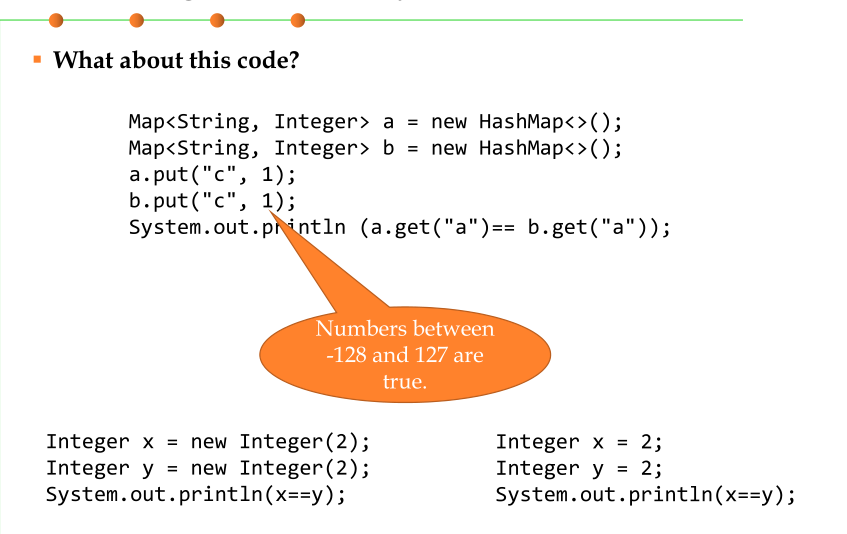 What about this code?
Map<String, Integer> a = new HashMap<>();
Map<String, Integer> b = new HashMap<>();
a.put("c", 1);
b.put("c", 1);
System.out.println (a.get("a")== b.get("a"));
Numbers between
-128 and 127 are
true.
Integer x = new Integer(2);
Integer y = new Integer(2);
System.out.println(x==y);
Integer x = 2;
Integer y = 2;
System.out.println(x==y);